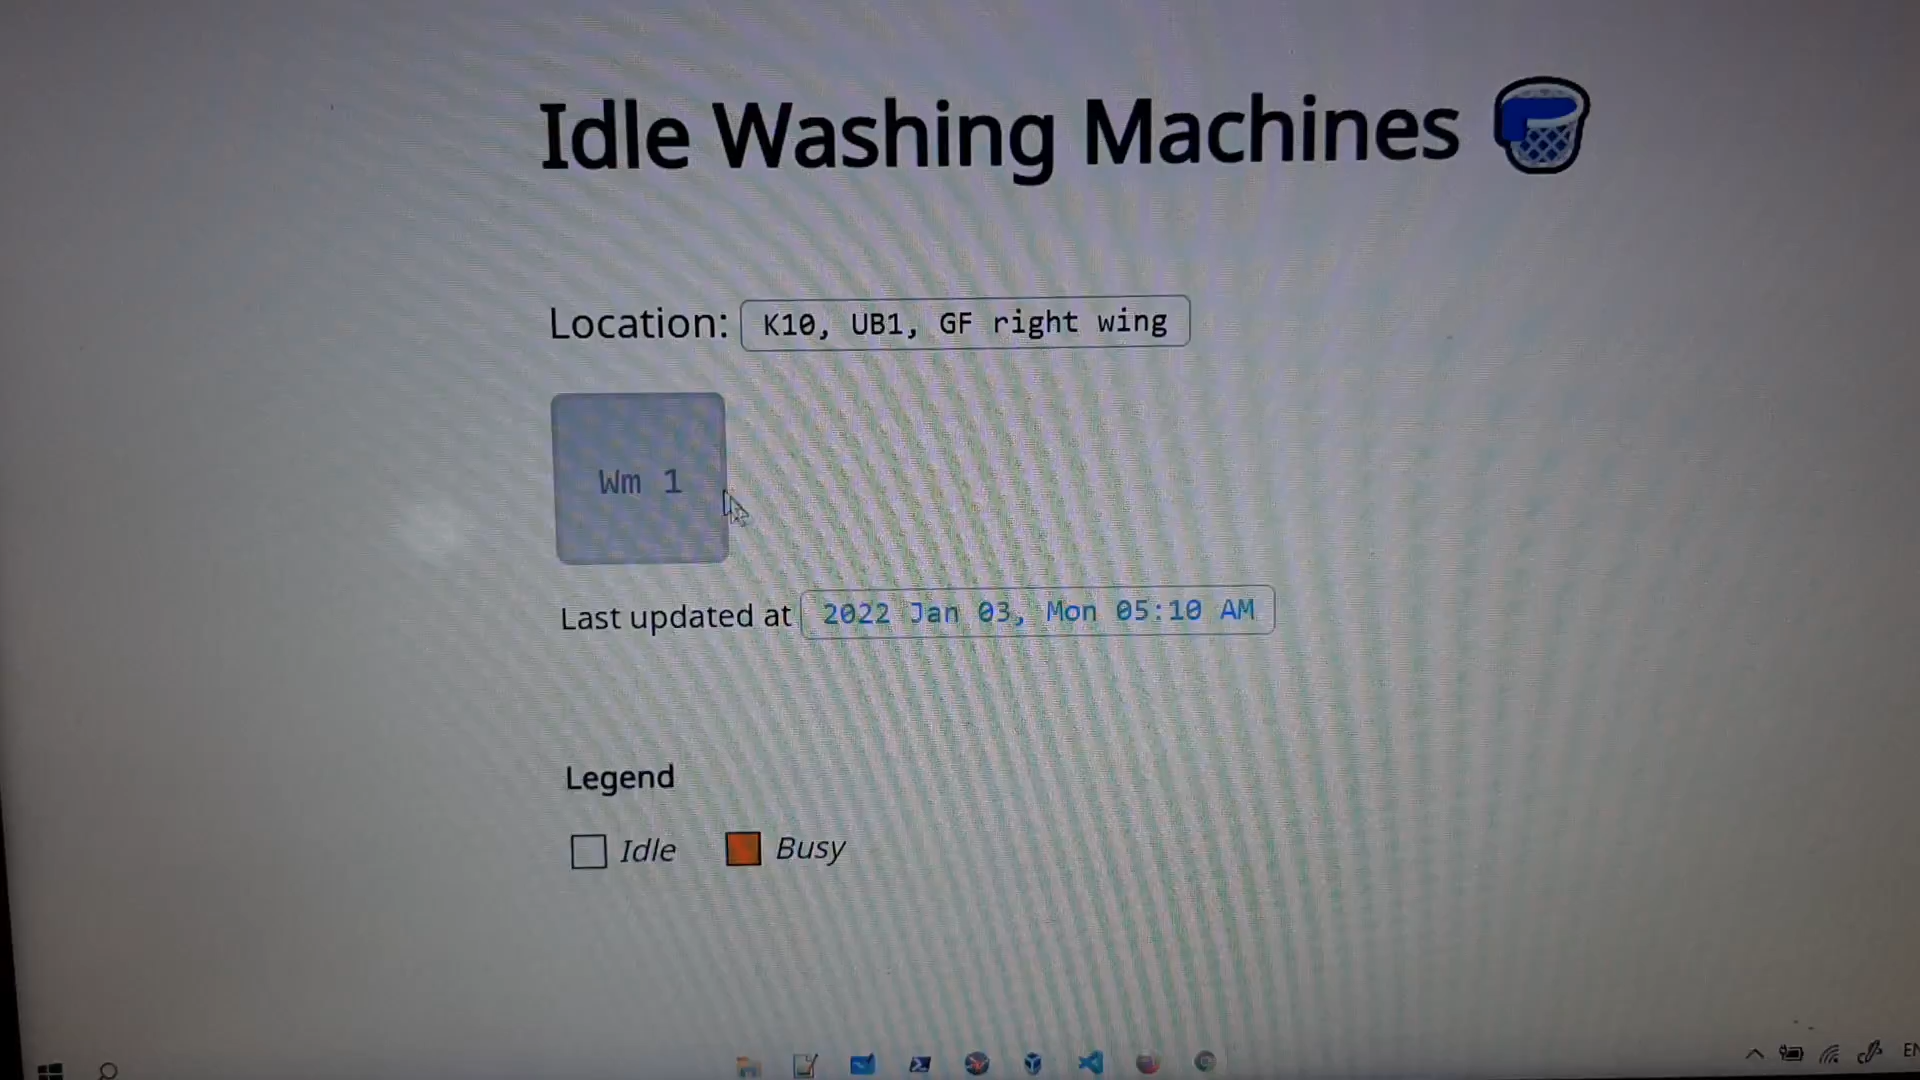 Idle Washing Machines
Location: K10, UB1, GF right wing
Wm 1
Last updated at 2022 Jan 03, Mon 05:10 AM
Legend
Idle Busy